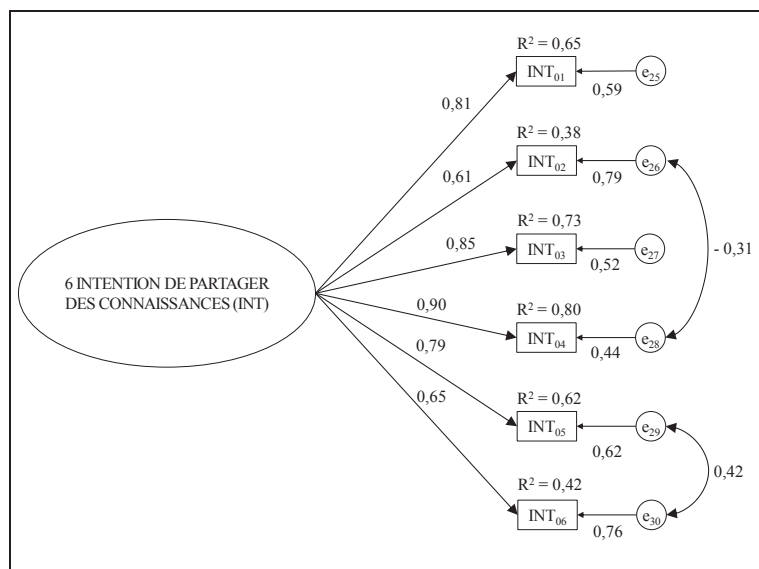 R² = 0,65
INT₀₁
e₂₅
0,59
0,81
R² = 0,38
INT₀₂
e₂₆
0,79
0,61
R² = 0,73
INT₀₃
e₂₇
0,52
0,85
- 0,31
6 INTENTION DE PARTAGER
DES CONNAISSANCES (INT)
R² = 0,80
INT₀₄
e₂₈
0,44
0,90
0,79
R² = 0,62
INT₀₅
e₂₉
0,62
0,65
0,42
R² = 0,42
INT₀₆
e₃₀
0,76